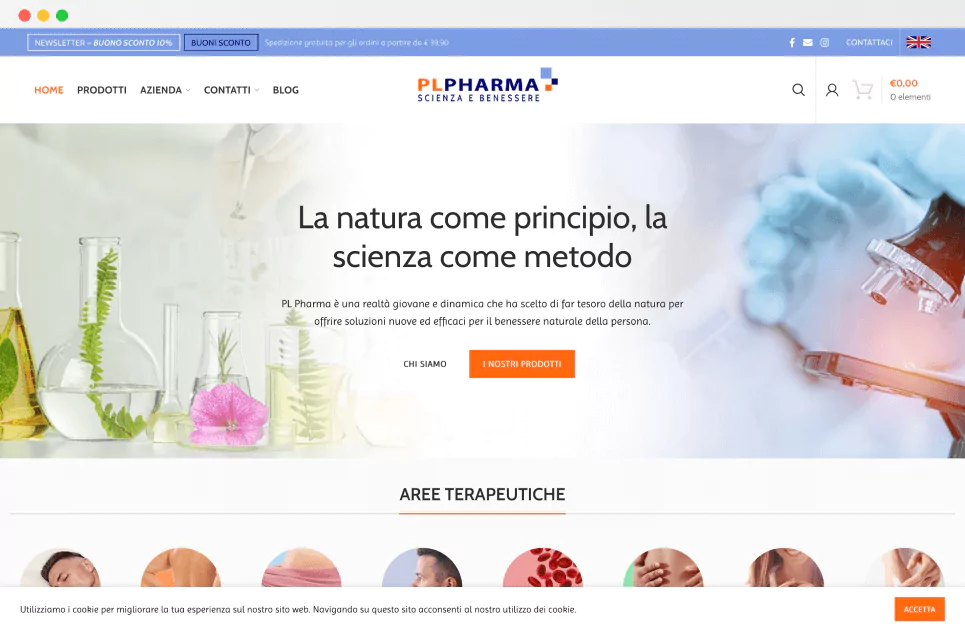 NEWSLETTER – BUONO SCONTO 10% BUONI SCONTO Spedizione gratuita per gli ordini a partire da € 39,90 CONTATTACI
HOME PRODOTTI AZIENDA CONTATTI BLOG
PLPHARMA
SCIENZA E BENESSERE
€0,00
0 elementi
La natura come principio, la
scienza come metodo
PL Pharma è una realtà giovane e dinamica che ha scelto di far tesoro della natura per
offrire soluzioni nuove ed efficaci per il benessere naturale della persona.
CHI SIAMO I NOSTRI PRODOTTI
AREE TERAPEUTICHE
Utilizziamo i cookie per migliorare la tua esperienza sul nostro sito web. Navigando su questo sito acconsenti al nostro utilizzo dei cookie. ACCETTA